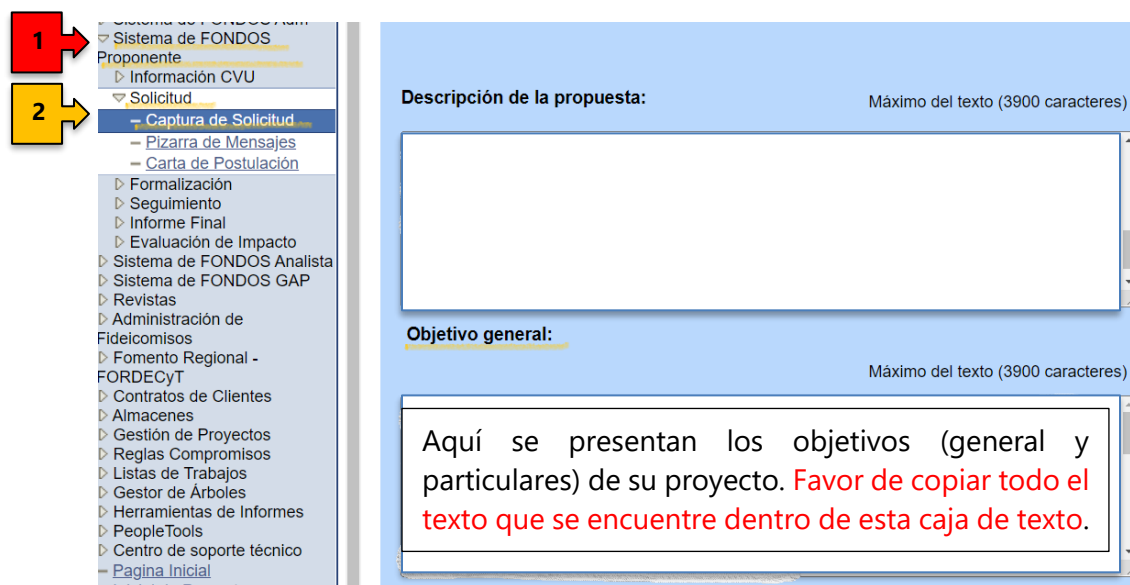 Sistema de FONDOS Adm
1
Sistema de FONDOS
Proponente
Información CVU
2
Solicitud
Captura de Solicitud
Pizarra de Mensajes
Carta de Postulación
Formalización
Seguimiento
Informe Final
Evaluación de Impacto
Sistema de FONDOS Analista
Sistema de FONDOS GAP
Revistas
Administración de
Fideicomisos
Fomento Regional -
FORDECyT
Contratos de Clientes
Almacenes
Gestión de Proyectos
Reglas Compromisos
Listas de Trabajos
Gestor de Árboles
Herramientas de Informes
PeopleTools
Centro de soporte técnico
Pagina Inicial
Descripción de la propuesta:
Máximo del texto (3900 caracteres)
Objetivo general:
Máximo del texto (3900 caracteres)
Aquí se presentan los objetivos (general y
particulares) de su proyecto. Favor de copiar todo el
texto que se encuentre dentro de esta caja de texto.